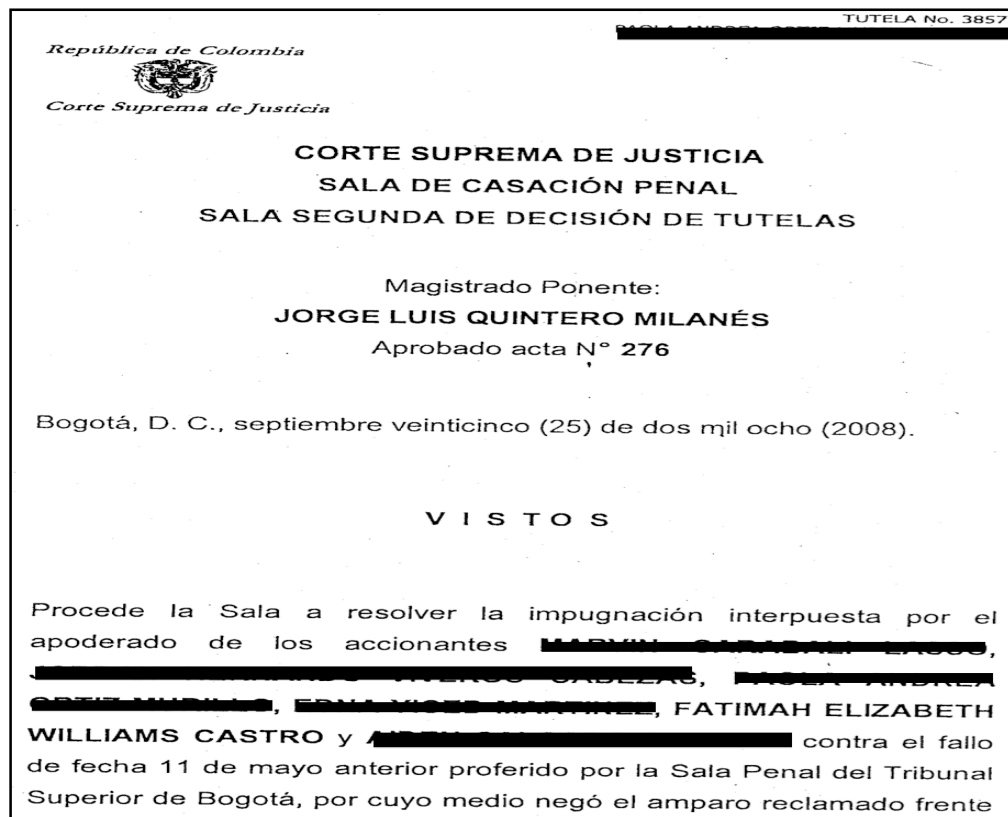 TUTELA No. 3857
República de Colombia
Corte Suprema de Justicia
CORTE SUPREMA DE JUSTICIA
SALA DE CASACIÓN PENAL
SALA SEGUNDA DE DECISIÓN DE TUTELAS
Magistrado Ponente:
JORGE LUIS QUINTERO MILANÉS
Aprobado acta N° 276
Bogotá, D. C., septiembre veinticinco (25) de dos mil ocho (2008).
V I S T O S
Procede la Sala a resolver la impugnación interpuesta por el
apoderado de los accionantes ,
, 
, , FATIMAH ELIZABETH
WILLIAMS CASTRO y contra el fallo
de fecha 11 de mayo anterior proferido por la Sala Penal del Tribunal
Superior de Bogotá, por cuyo medio negó el amparo reclamado frente